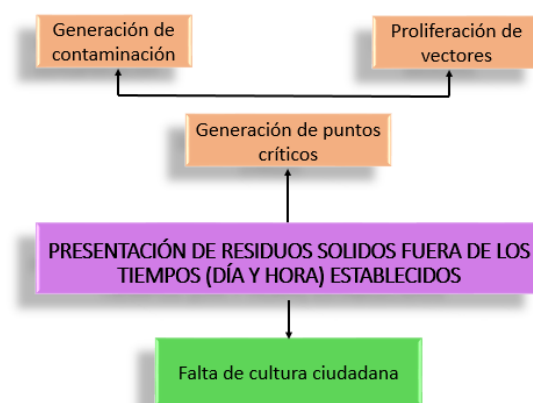 Generación de
contaminación
Proliferación de
vectores
Generación de puntos
críticos
PRESENTACIÓN DE RESIDUOS SOLIDOS FUERA DE LOS
TIEMPOS (DÍA Y HORA) ESTABLECIDOS
Falta de cultura ciudadana